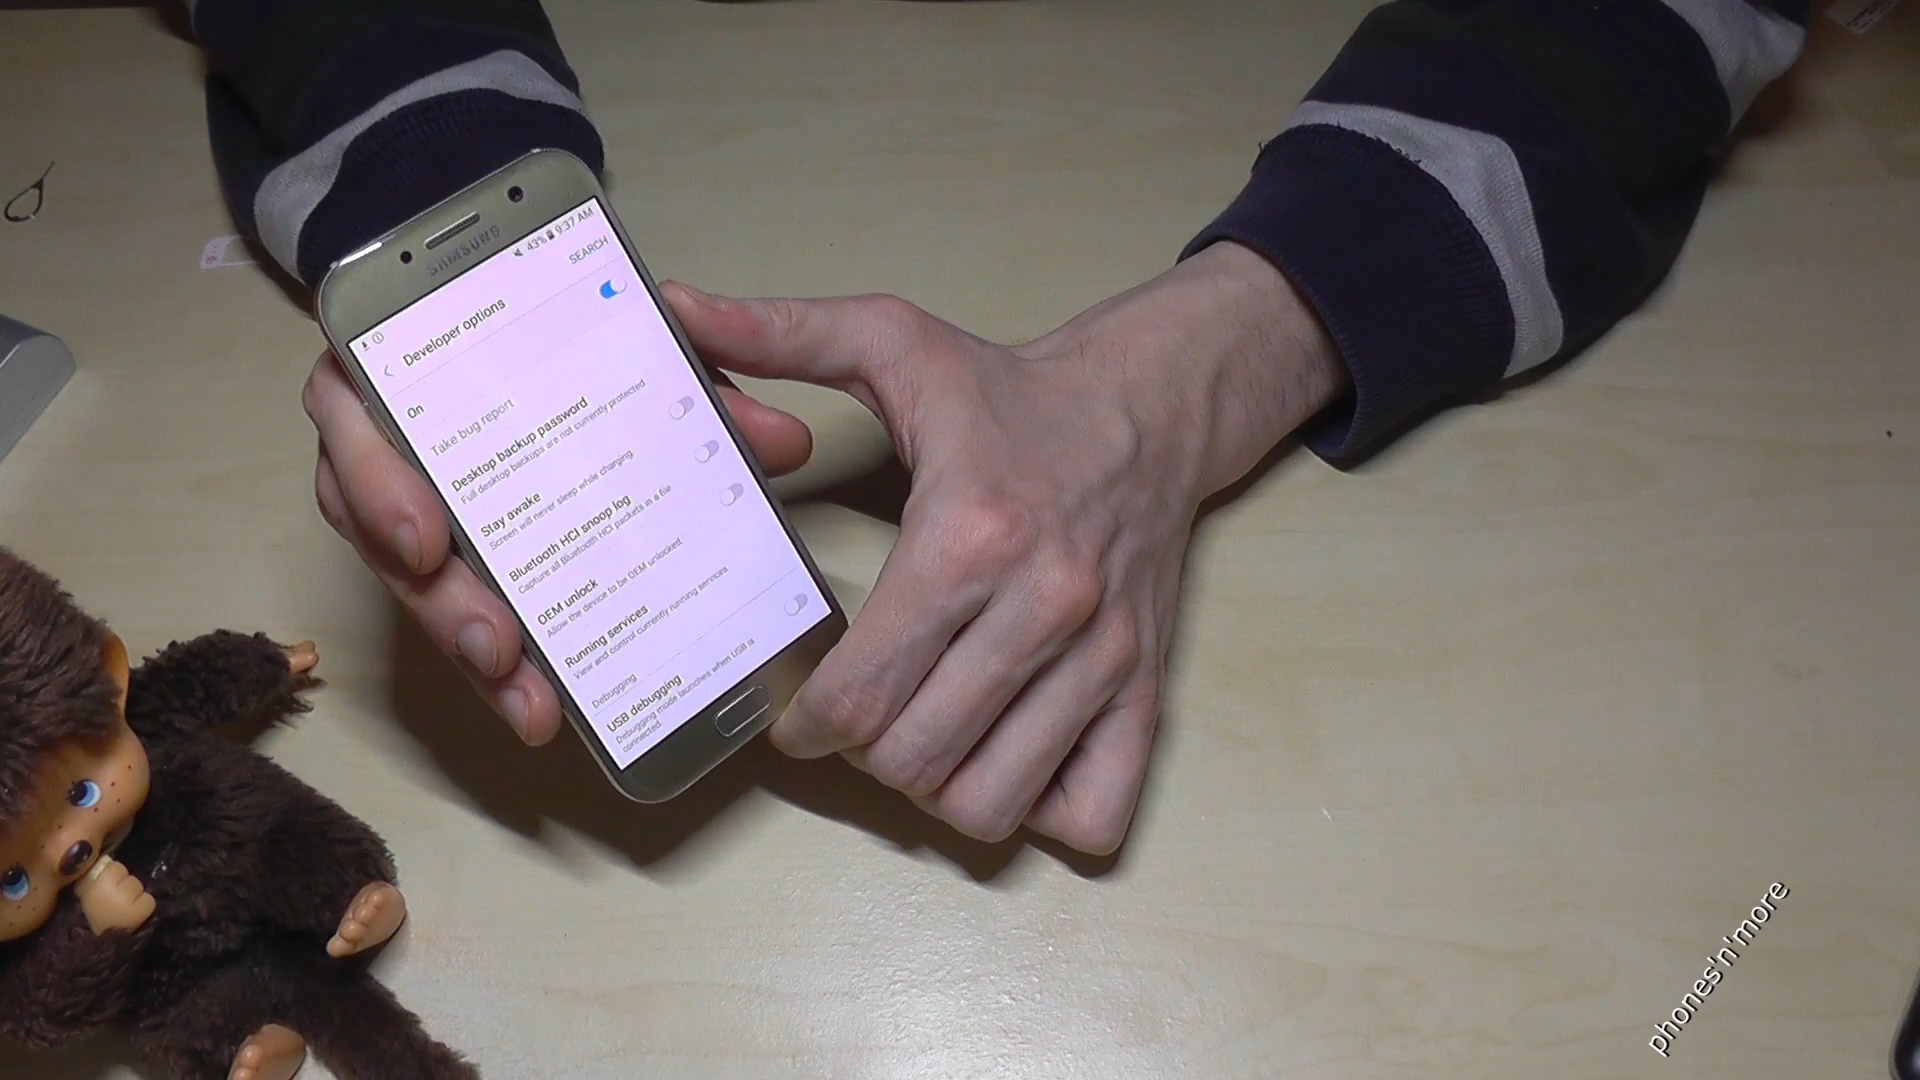 SAMSUNG
43% 9:37 AM
SEARCH
Developer options
On
Take bug report
Desktop backup password
Full desktop backups are not currently protected
Stay awake
Screen will never sleep while charging.
Bluetooth HCI snoop log
Capture all Bluetooth HCI packets in a file
OEM unlock
Allow the device to be OEM unlocked.
Running services
View and control currently running services
Debugging
USB debugging
Debugging mode launches when USB is
connected.
phones'n'more